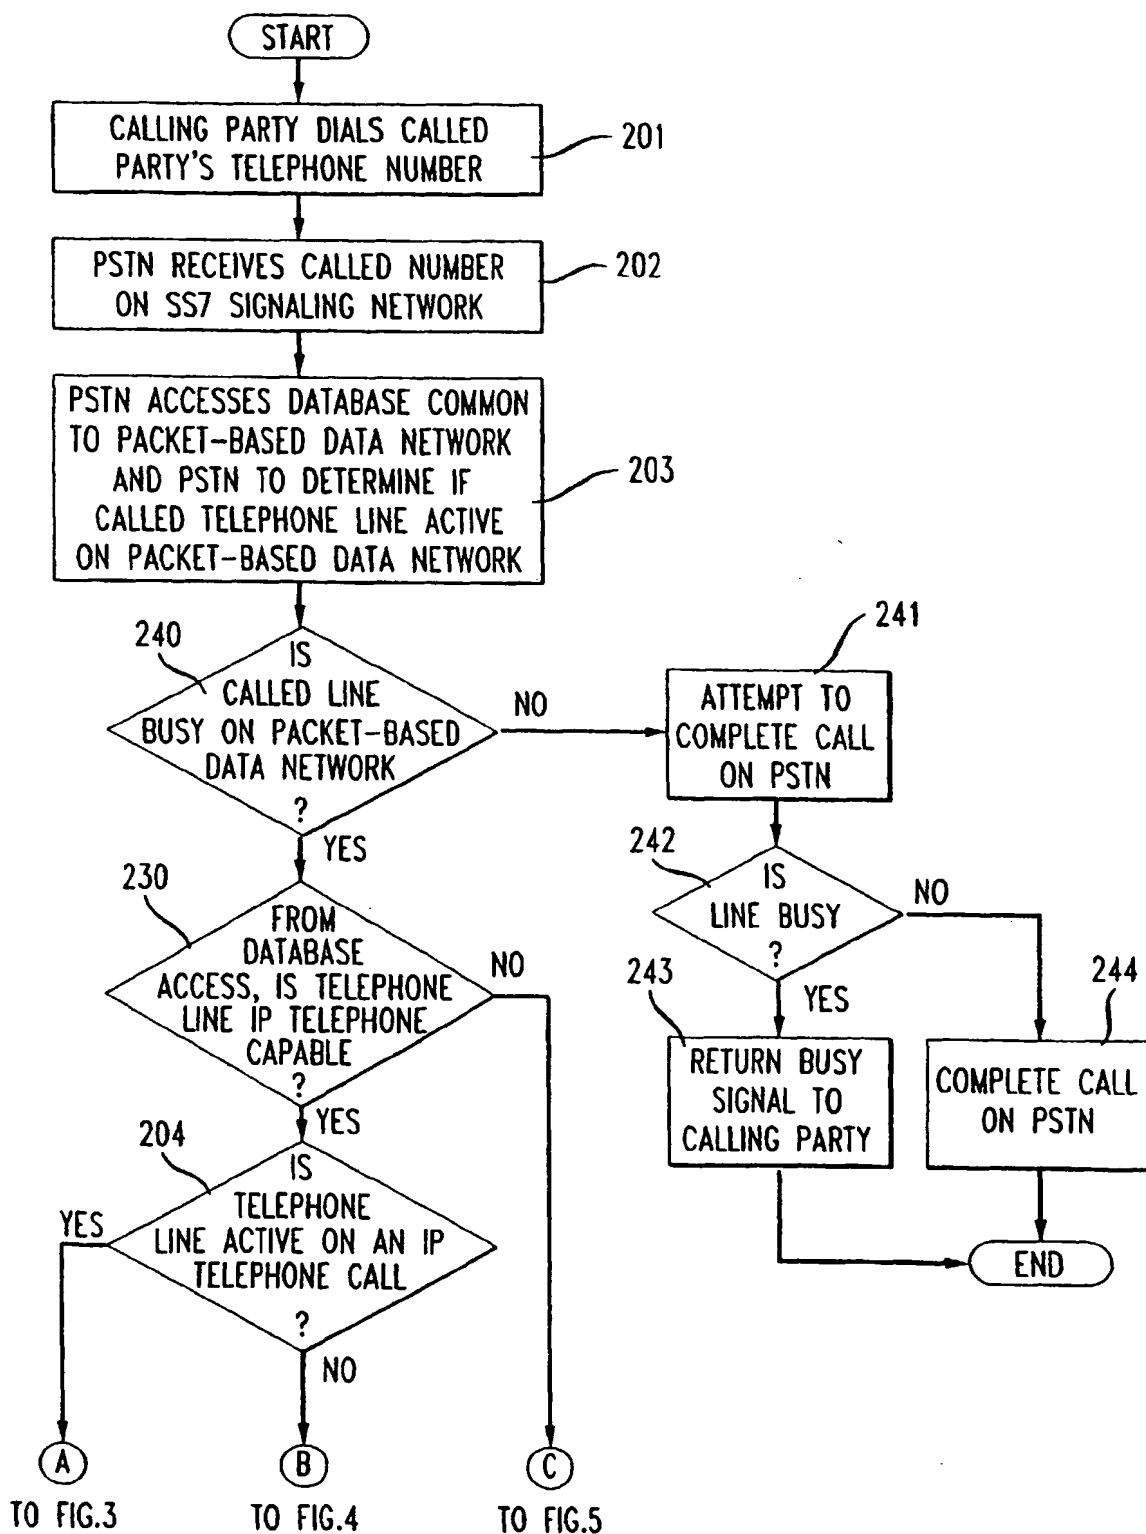 START
CALLING PARTY DIALS CALLED
PARTY'S TELEPHONE NUMBER
201
PSTN RECEIVES CALLED NUMBER
ON SS7 SIGNALING NETWORK
202
PSTN ACCESSES DATABASE COMMON
TO PACKET-BASED DATA NETWORK
AND PSTN TO DETERMINE IF
CALLED TELEPHONE LINE ACTIVE
ON PACKET-BASED DATA NETWORK
203
240
IS
CALLED LINE
BUSY ON PACKET-BASED
DATA NETWORK
?
NO
YES
241
ATTEMPT TO
COMPLETE CALL
ON PSTN
242
IS
LINE BUSY
?
NO
YES
230
FROM
DATABASE
ACCESS, IS TELEPHONE
LINE IP TELEPHONE
CAPABLE
?
NO
YES
243
RETURN BUSY
SIGNAL TO
CALLING PARTY
244
COMPLETE CALL
ON PSTN
END
204
IS
TELEPHONE
LINE ACTIVE ON AN IP
TELEPHONE CALL
?
YES
NO
A
TO FIG.3
B
TO FIG.4
C
TO FIG.5